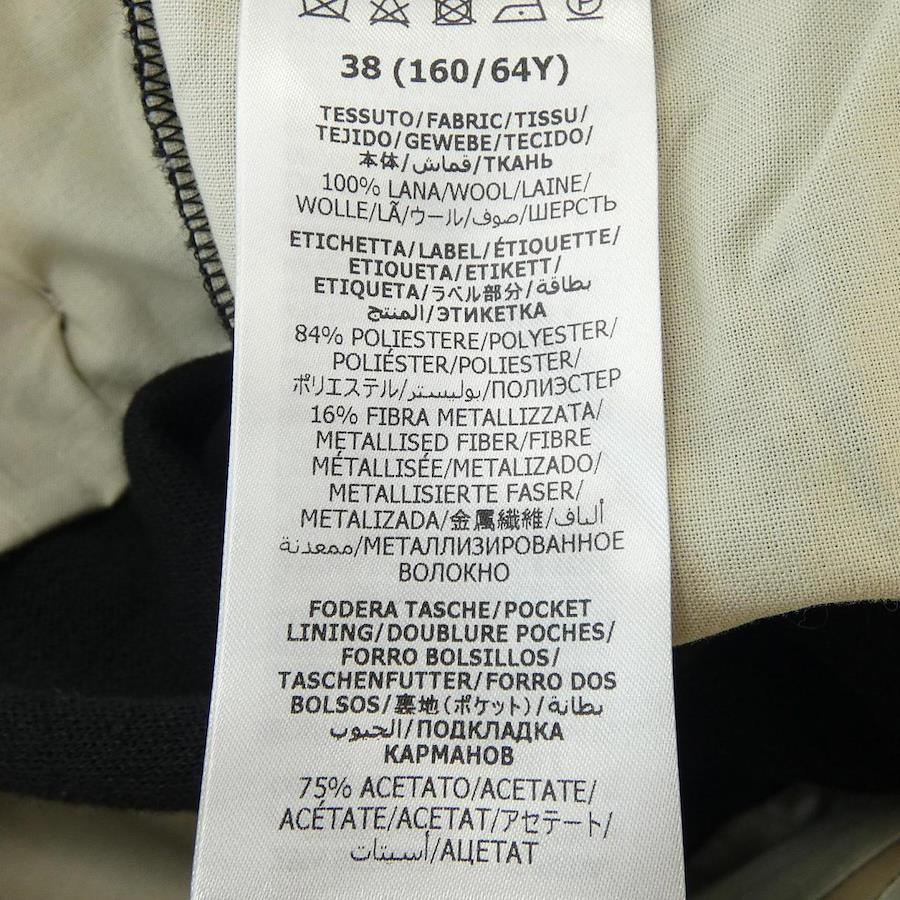 38 (160/64Y)
TESSUTO/FABRIC/TISSU/
TEJIDO/GEWEBE/TECIDO/
本体/قماش/ТКАНЬ
100% LANA/WOOL/LAINE/
WOLLE/LÃ/ウール/صوف/ШЕРСТЬ
ETICHETTA/LABEL/ÉTIQUETTE/
ETIQUETA/ETIKETT/
ETIQUETA/ラベル部分/بطاقة
المنتج/ЭТИКЕТКА
84% POLIESTERE/POLYESTER/
POLIÉSTER/POLIESTER/
ポリエステル/بوليستر/ПОЛИЭСТЕР
16% FIBRA METALLIZZATA/
METALLISED FIBER/FIBRE
MÉTALLISÉE/METALIZADO/
METALLISIERTE FASER/
METALIZADA/金属繊維/ألياف
ممعدنة/МЕТАЛЛИЗИРОВАННОЕ
ВОЛОКНО
FODERA TASCHE/POCKET
LINING/DOUBLURE POCHES/
FORRO BOLSILLOS/
TASCHENFUTTER/FORRO DOS
BOLSOS/裏地(ポケット)/بطانة
الجيوب/ПОДКЛАДКА
КАРМАНОВ
75% ACETATO/ACETATE/
ACÉTATE/ACETAT/アセテート/
أسيتات/АЦЕТАТ